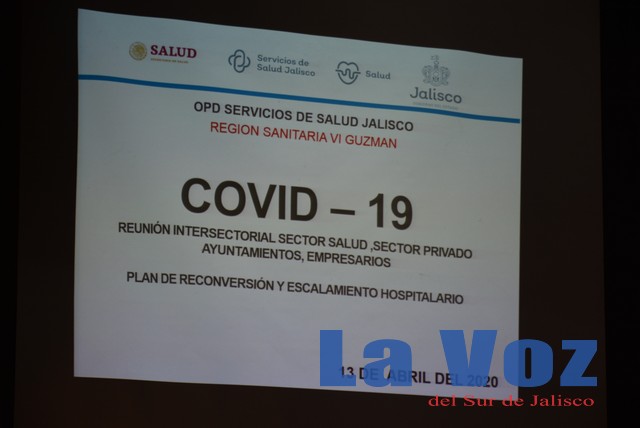 SALUD
Servicios de
Salud Jalisco
Salud
Jalisco
OPD SERVICIOS DE SALUD JALISCO
REGION SANITARIA VI GUZMAN
COVID – 19
REUNIÓN INTERSECTORIAL SECTOR SALUD ,SECTOR PRIVADO
AYUNTAMIENTOS, EMPRESARIOS
PLAN DE RECONVERSIÓN Y ESCALAMIENTO HOSPITALARIO
13 DE ABRIL DEL 2020
La Voz
del Sur de Jalisco